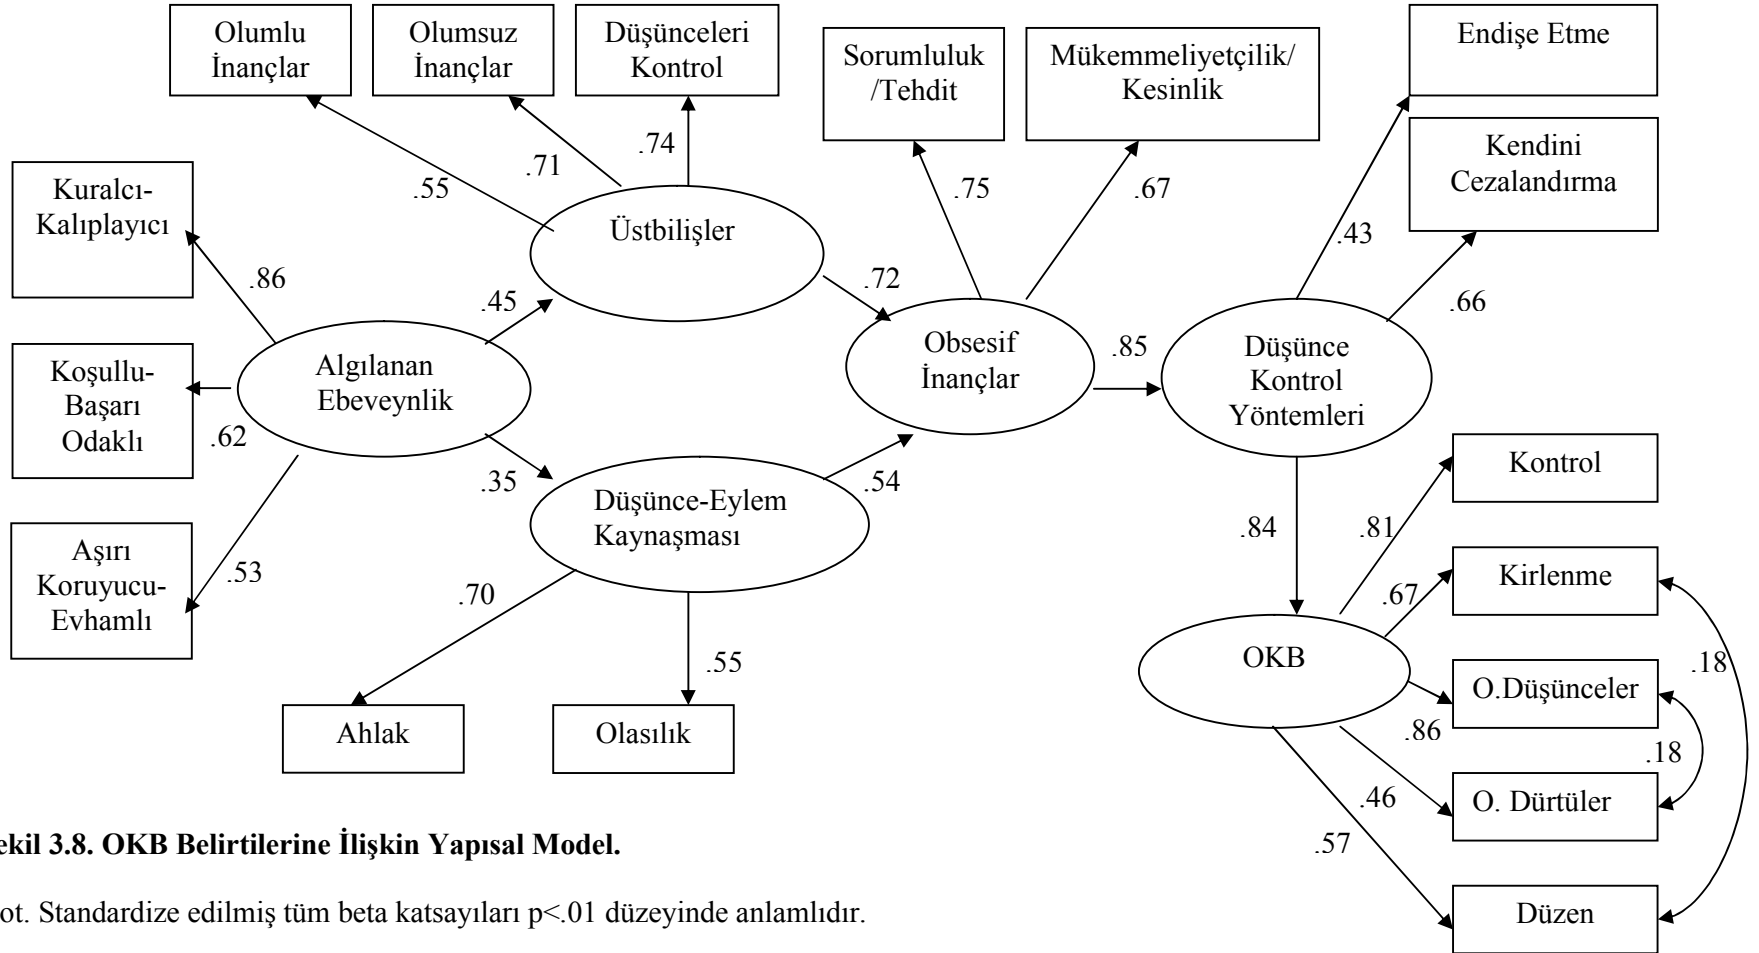 Olumlu
İnançlar
Olumsuz
İnançlar
Düşünceleri
Kontrol
Sorumluluk
/Tehdit
Mükemmeliyetçilik/
Kesinlik
Endişe Etme
Kendini
Cezalandırma
.55
.71
.74
.75
.67
.43
.66
Kuralcı-
Kalıplayıcı
.86
Üstbilişler
.45
.72
Koşullu-
Başarı
Odaklı
.62
Algılanan
Ebeveynlik
Obsesif
İnançlar
.85
Düşünce
Kontrol
Yöntemleri
.35
.54
Düşünce-Eylem
Kaynaşması
Aşırı
Koruyucu-
Evhamlı
.53
.70
.55
Ahlak
Olasılık
.84
.81
Kontrol
.67
Kirlenme
OKB
.86
O.Düşünceler
.18
.18
.46
O. Dürtüler
.57
Düzen
ekil 3.8. OKB Belirtilerine İlişkin Yapısal Model.
ot. Standardize edilmiş tüm beta katsayıları p<.01 düzeyinde anlamlıdır.